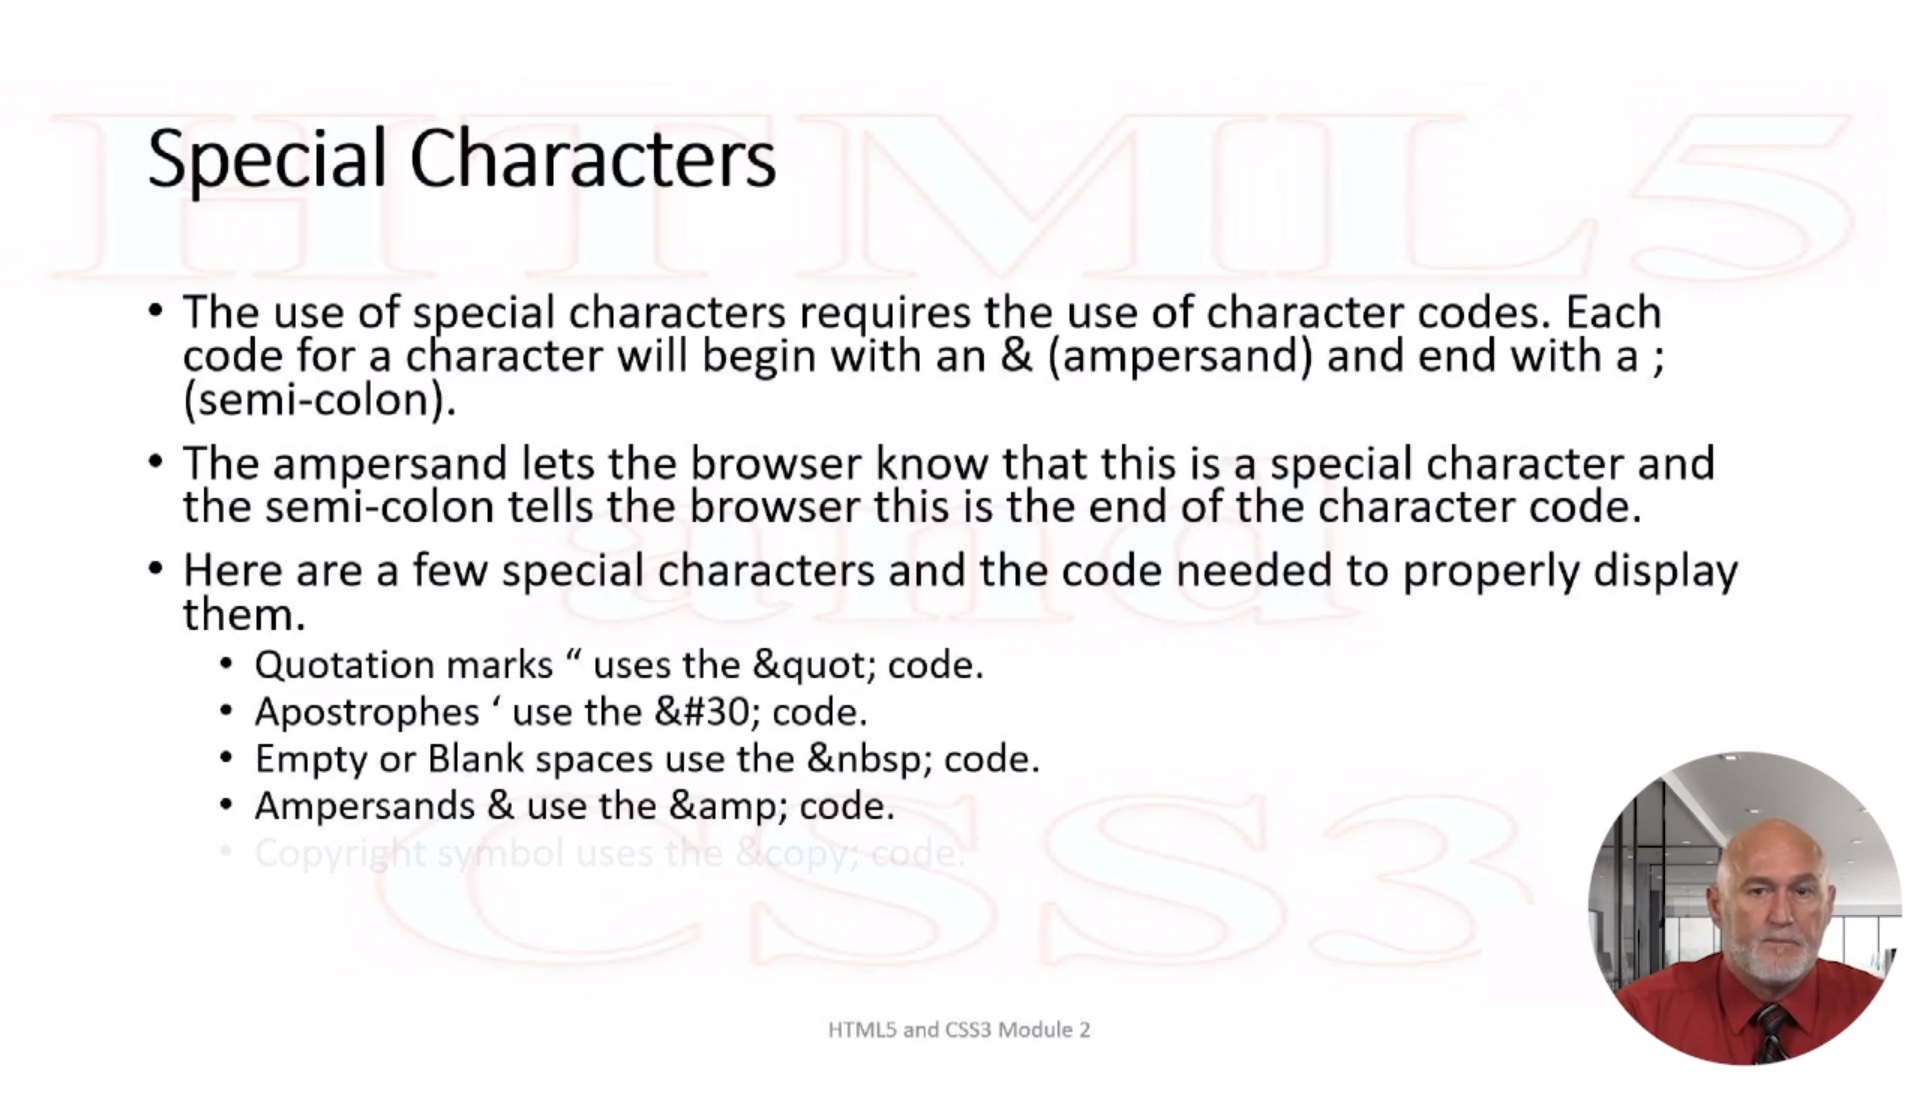 Special Characters
• The use of special characters requires the use of character codes. Each
code for a character will begin with an & (ampersand) and end with a ;
(semi-colon).
• The ampersand lets the browser know that this is a special character and
the semi-colon tells the browser this is the end of the character code.
• Here are a few special characters and the code needed to properly display
them.
• Quotation marks “ uses the &quot; code.
• Apostrophes ‘ use the &#30; code.
• Empty or Blank spaces use the &nbsp; code.
• Ampersands & use the &amp; code.
• Copyright symbol uses the &copy; code.
HTML5
and
CSS3
HTML5 and CSS3 Module 2